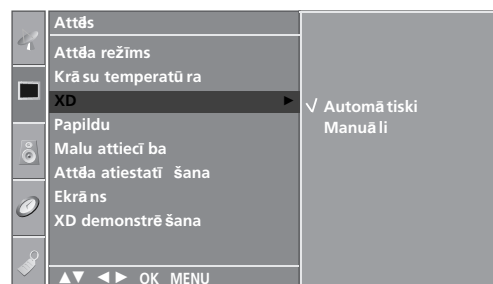 Attēls
Attēla režīms
Krāsu temperatūra
XD ►
√ Automātiski
Papildu
Manuāli
Malu attiecība
Attēla atiestatīšana
Ekrāns
XD demonstrēšana
▲▼ ◄► OK MENU